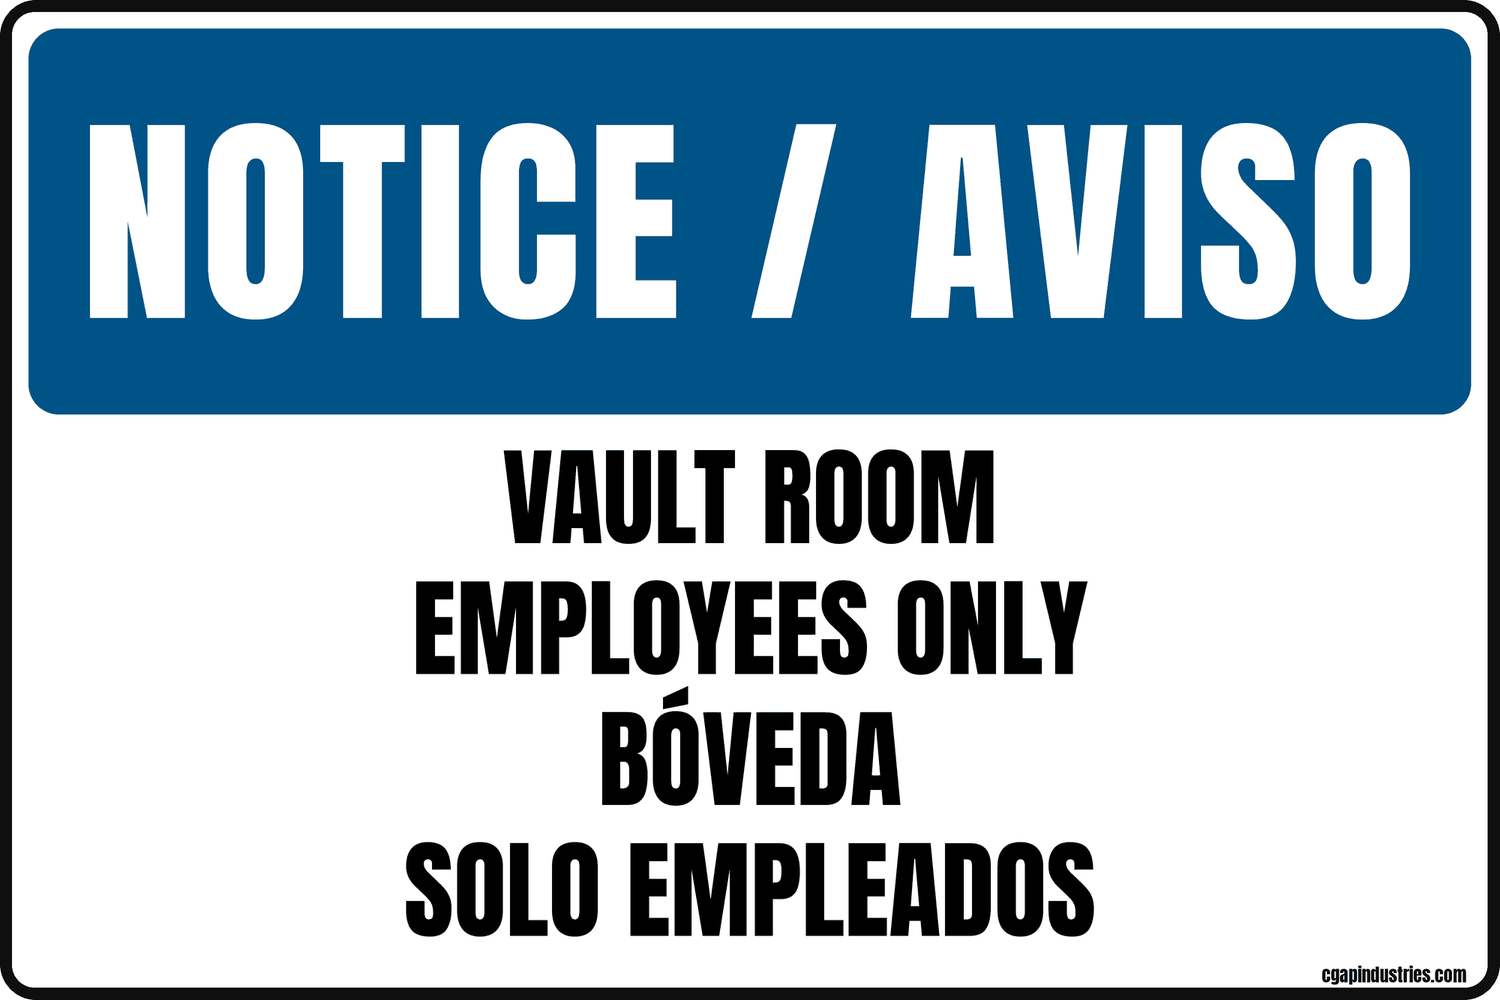 NOTICE / AVISO
VAULT ROOM
EMPLOYEES ONLY
BÓVEDA
SOLO EMPLEADOS
cgapindustries.com